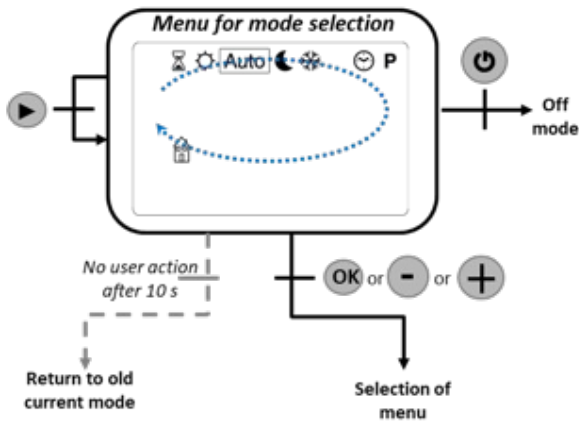 Menu for mode selection
Auto P
Off
mode
No user action
after 10 s
OK or - or +
Return to old
current mode
Selection of
menu